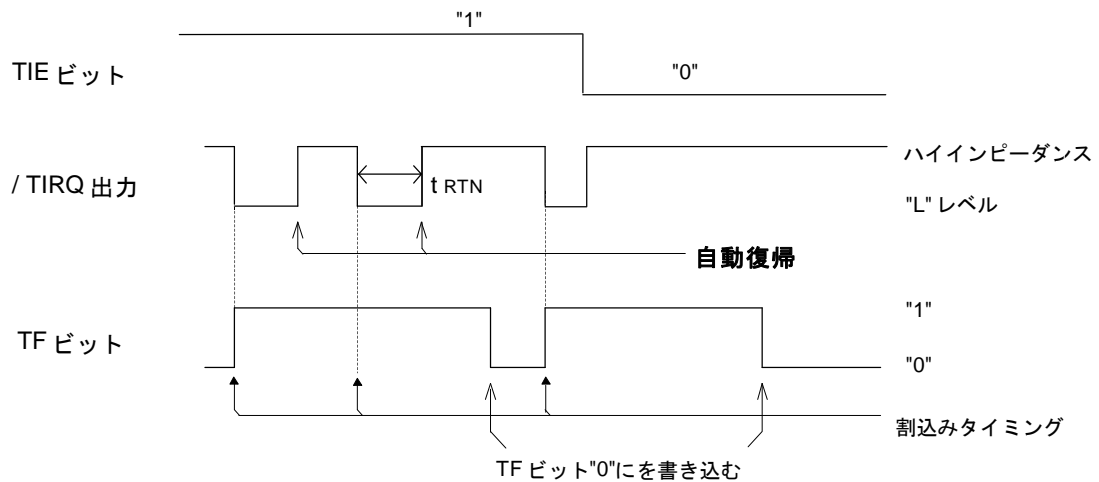 "1"
TIE ビット
"0"
/ TIRQ 出力
t RTN
ハイインピーダンス
"L" レベル
自動復帰
TF ビット
"1"
"0"
割込みタイミング
TF ビット"0"にを書き込む